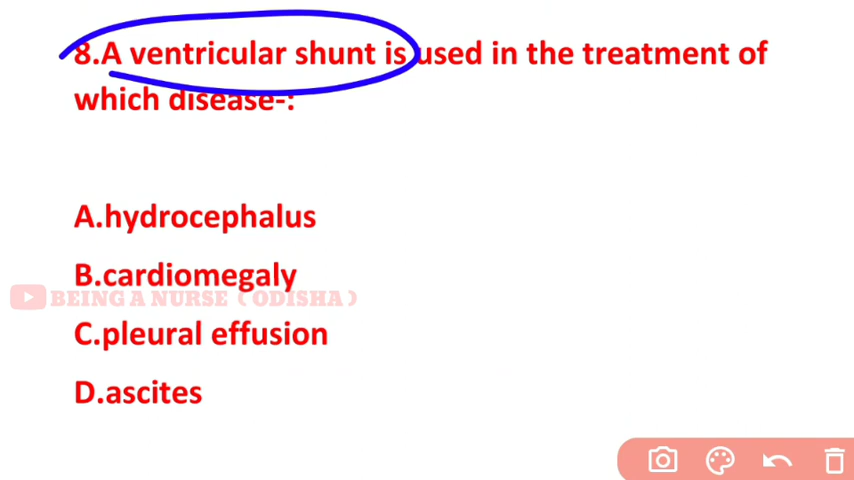 8.A ventricular shunt is used in the treatment of
which disease-:
A.hydrocephalus
B.cardiomegaly
BEING A NURSE ( ODISHA )
C.pleural effusion
D.ascites